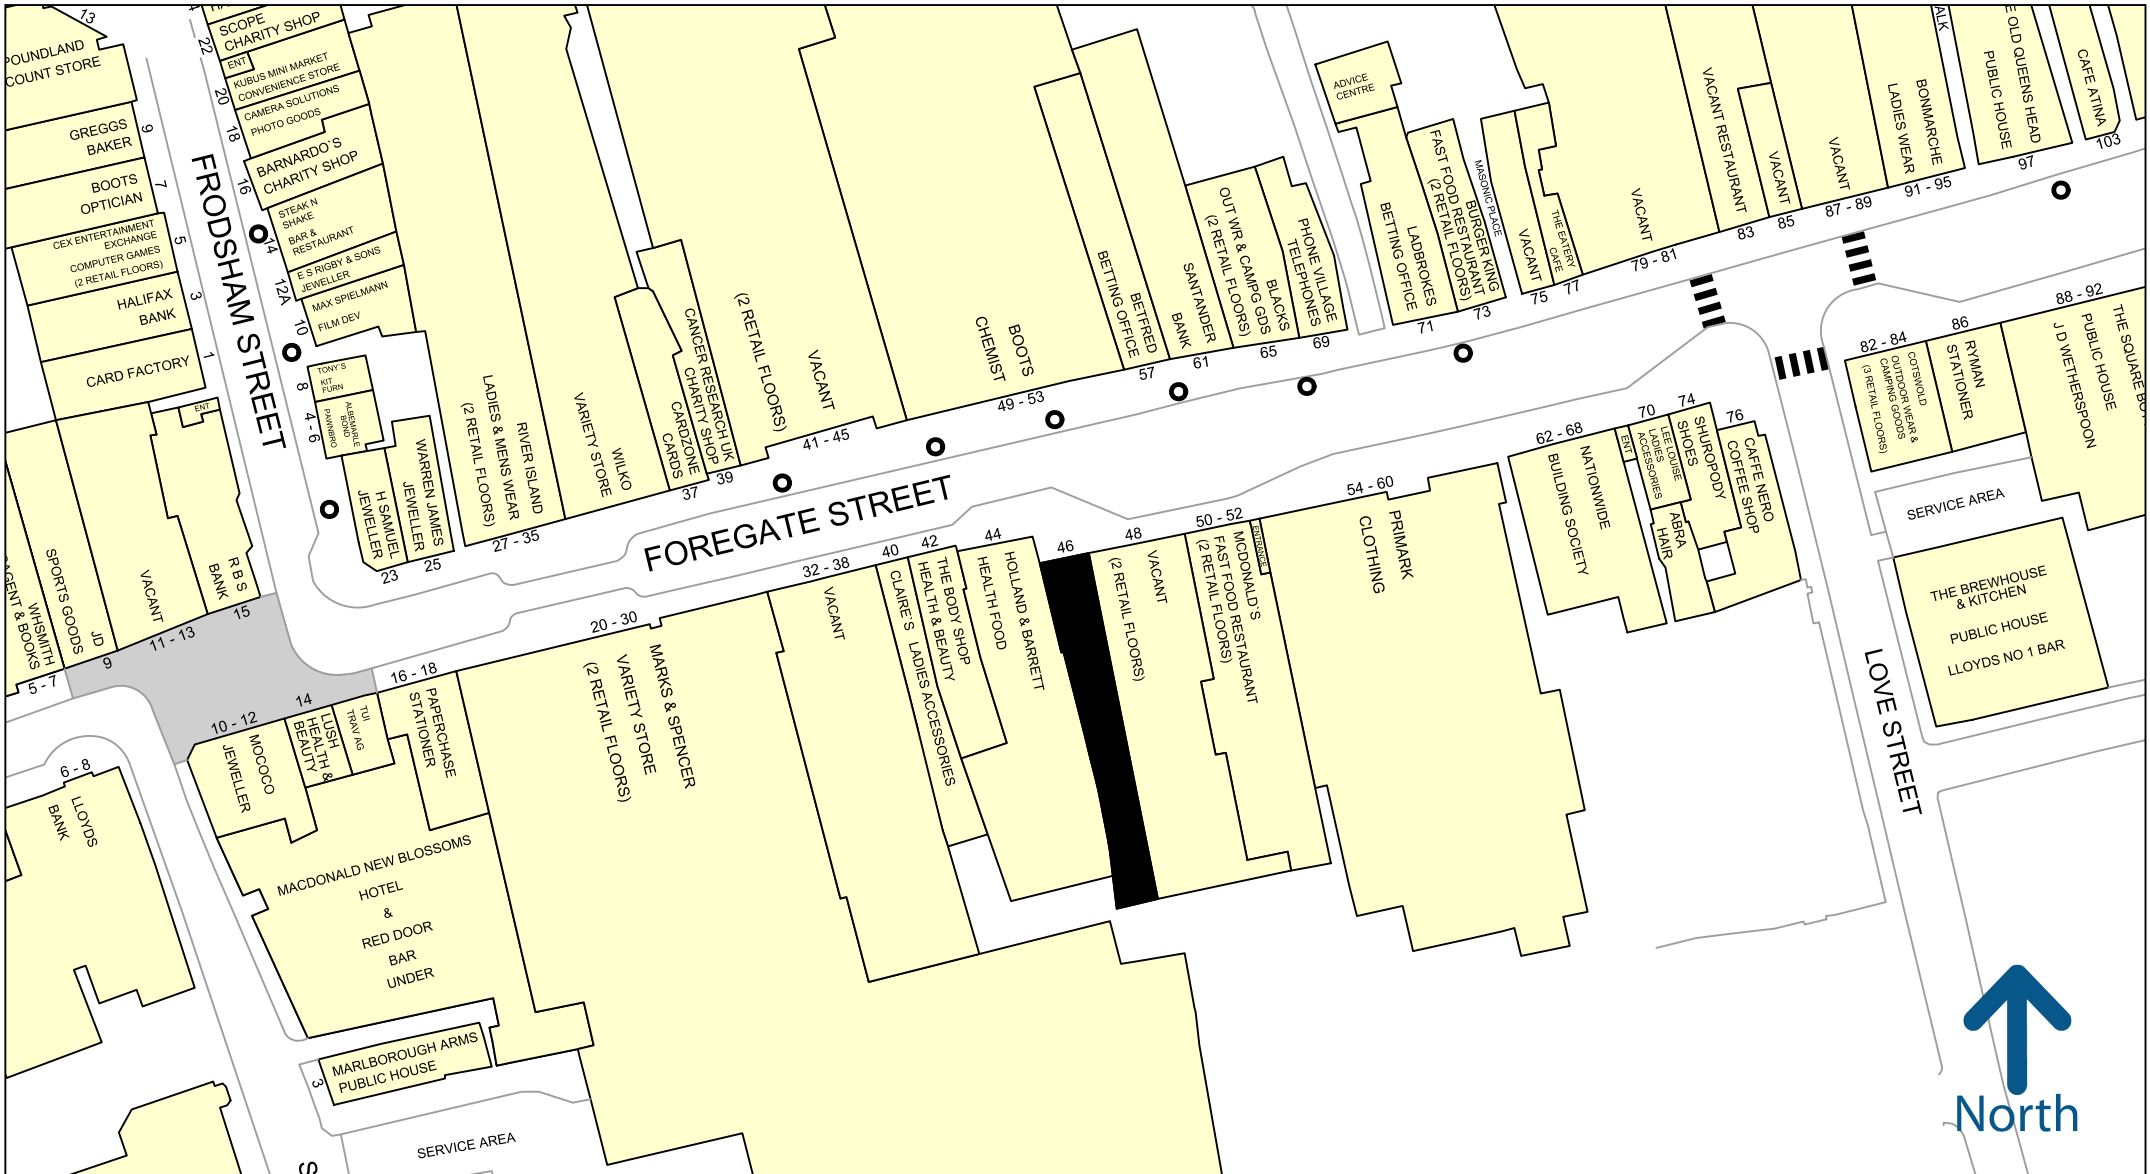 13
POUNDLAND
COUNT STORE
GREGGS
BAKER
9
BOOTS
OPTICIAN
7
CEX ENTERTAINMENT
EXCHANGE
COMPUTER GAMES
(2 RETAIL FLOORS)
5
HALIFAX
BANK
3
CARD FACTORY
1
FRODSHAM STREET
SCOPE
CHARITY SHOP
22
ENT
KUBUS MINI MARKET
CONVENIENCE STORE
20
CAMERA SOLUTIONS
PHOTO GOODS
18
BARNARDO`S
CHARITY SHOP
16
STEAK N
SHAKE
BAR &
RESTAURANT
14
E S RIGBY & SONS
JEWELLER
12A
MAX SPIELMANN
FILM DEV
10
TONY'S
KIT
FURN
8
ALBEMARLE
BOND
PAWNBRO
4 - 6
H SAMUEL
JEWELLER
23
WARREN JAMES
JEWELLER
25
RIVER ISLAND
LADIES & MENS WEAR
(2 RETAIL FLOORS)
27 - 35
WILKO
VARIETY STORE
CARDZONE
CARDS
37
CANCER RESEARCH UK
CHARITY SHOP
39
VACANT
(2 RETAIL FLOORS)
41 - 45
BOOTS
CHEMIST
49 - 53
BETFRED
BETTING OFFICE
57
SANTANDER
BANK
61
BLACKS
OUT WR & CAMPG GDS
(2 RETAIL FLOORS)
65
PHONE VILLAGE
TELEPHONES
69
ADVICE
CENTRE
LADBROKES
BETTING OFFICE
71
BURGER KING
FAST FOOD RESTAURANT
(2 RETAIL FLOORS)
73
MASONIC PLACE
VACANT
75
THE EATERY
CAFE
77
VACANT
79 - 81
VACANT RESTAURANT
83
VACANT
85
VACANT
87 - 89
BONMARCHE
LADIES WEAR
91 - 95
ALK
E OLD QUEENS HEAD
PUBLIC HOUSE
97
CAFE ATINA
103
ENT
R B S
BANK
15
VACANT
11 - 13
JD
SPORTS GOODS
9
WHSMITH
AGENT & BOOKS
5 - 7
FOREGATE STREET
6 - 8
LLOYDS
BANK
10 - 12
MOCOCO
JEWELLER
14
LUSH
HEALTH &
BEAUTY
TUI
TRAV AG
16 - 18
PAPERCHASE
STATIONER
20 - 30
MARKS & SPENCER
VARIETY STORE
(2 RETAIL FLOORS)
32 - 38
VACANT
40
CLAIRE`S LADIES ACCESSORIES
42
THE BODY SHOP
HEALTH & BEAUTY
44
HOLLAND & BARRETT
HEALTH FOOD
46
48
VACANT
(2 RETAIL FLOORS)
50 - 52
MCDONALD`S
FAST FOOD RESTAURANT
(2 RETAIL FLOORS)
ENTRANCE
54 - 60
PRIMARK
CLOTHING
62 - 68
NATIONWIDE
BUILDING SOCIETY
ENT
70
LEE LOUISE
LADIES
ACCESSORIES
ABRA
HAIR
74
SHUROPODY
SHOES
76
CAFFE NERO
COFFEE SHOP
82 - 84
COTSWOLD
OUTDOOR WEAR &
CAMPING GOODS
(3 RETAIL FLOORS)
86
RYMAN
STATIONER
88 - 92
J D WETHERSPOON
PUBLIC HOUSE
THE SQUARE BO
SERVICE AREA
THE BREWHOUSE
& KITCHEN
PUBLIC HOUSE
LLOYDS NO 1 BAR
LOVE STREET
MACDONALD NEW BLOSSOMS
HOTEL
&
RED DOOR
BAR
UNDER
MARLBOROUGH ARMS
PUBLIC HOUSE
3
SERVICE AREA
S
North